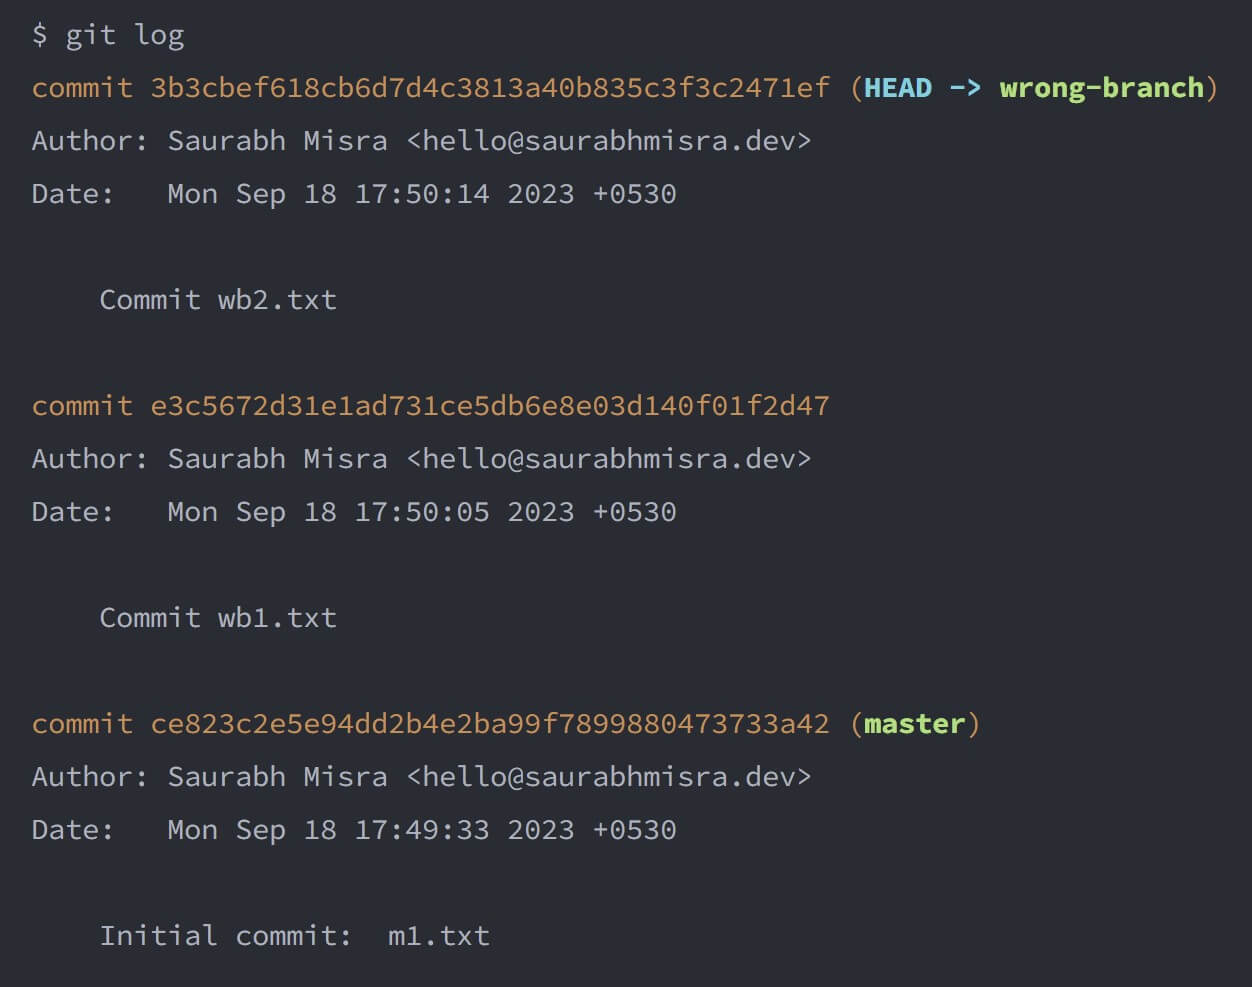 $ git log
commit 3b3cbef618cb6d7d4c3813a40b835c3f3c2471ef (HEAD -> wrong-branch)
Author: Saurabh Misra <hello@saurabhmisra.dev>
Date:   Mon Sep 18 17:50:14 2023 +0530

    Commit wb2.txt

commit e3c5672d31e1ad731ce5db6e8e03d140f01f2d47
Author: Saurabh Misra <hello@saurabhmisra.dev>
Date:   Mon Sep 18 17:50:05 2023 +0530

    Commit wb1.txt

commit ce823c2e5e94dd2b4e2ba99f7899880473733a42 (master)
Author: Saurabh Misra <hello@saurabhmisra.dev>
Date:   Mon Sep 18 17:49:33 2023 +0530

    Initial commit:  m1.txt